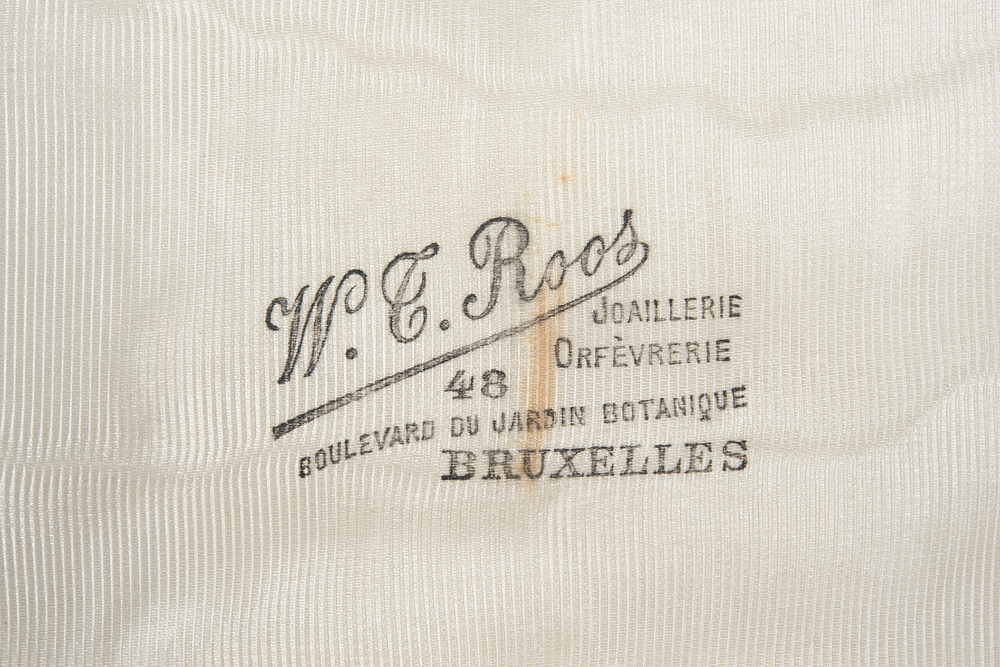 W. T. Roos
JOAILLERIE
ORFÈVRERIE
48
BOULEVARD DU JARDIN BOTANIQUE
BRUXELLES